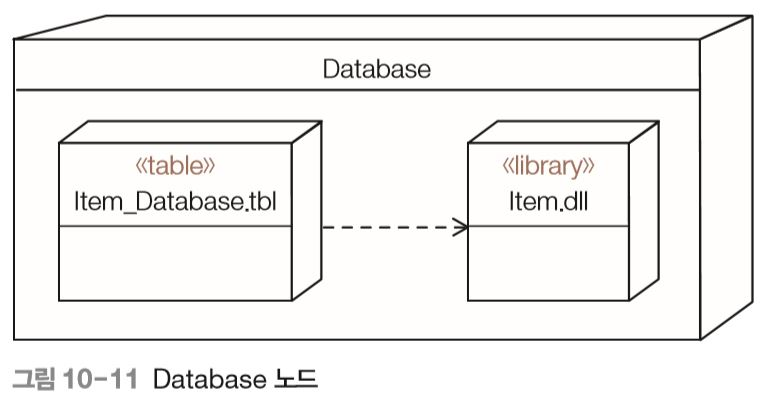 Database
《table》
Item_Database.tbl
《library》
Item.dll
그림 10-11 Database 노드